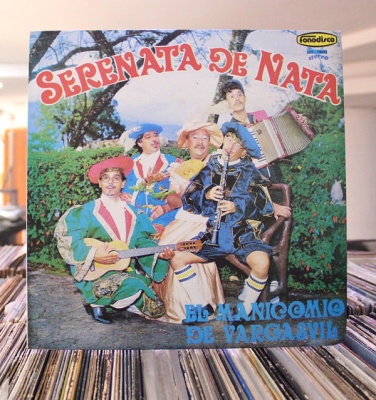 Fonodisco
stereo
SERENATA DE NATA
EL MANICOMIO
DE VARGASVIL